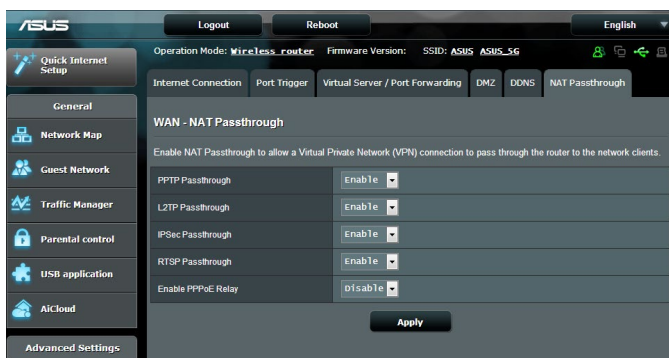 ASUS
Logout
Reboot
English
Operation Mode: Wireless router Firmware Version: SSID: ASUS ASUS_5G
Quick Internet
Setup
General
Network Map
Guest Network
Traffic Manager
Parental control
USB application
AiCloud
Advanced Settings
Internet Connection
Port Trigger
Virtual Server / Port Forwarding
DMZ
DDNS
NAT Passthrough
WAN - NAT Passthrough
Enable NAT Passthrough to allow a Virtual Private Network (VPN) connection to pass through the router to the network clients.
PPTP Passthrough Enable
L2TP Passthrough Enable
IPSec Passthrough Enable
RTSP Passthrough Enable
Enable PPPoE Relay Disable
Apply